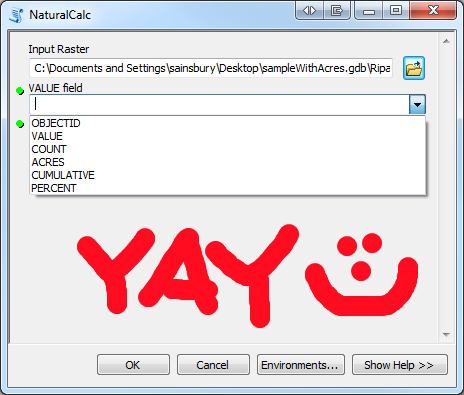 NaturalCalc
Input Raster
C:\Documents and Settings\sainsbury\Desktop\sampleWithAcres.gdb\Ripa
VALUE field
OBJECTID
VALUE
COUNT
ACRES
CUMULATIVE
PERCENT
YAY
OK Cancel Environments... Show Help >>